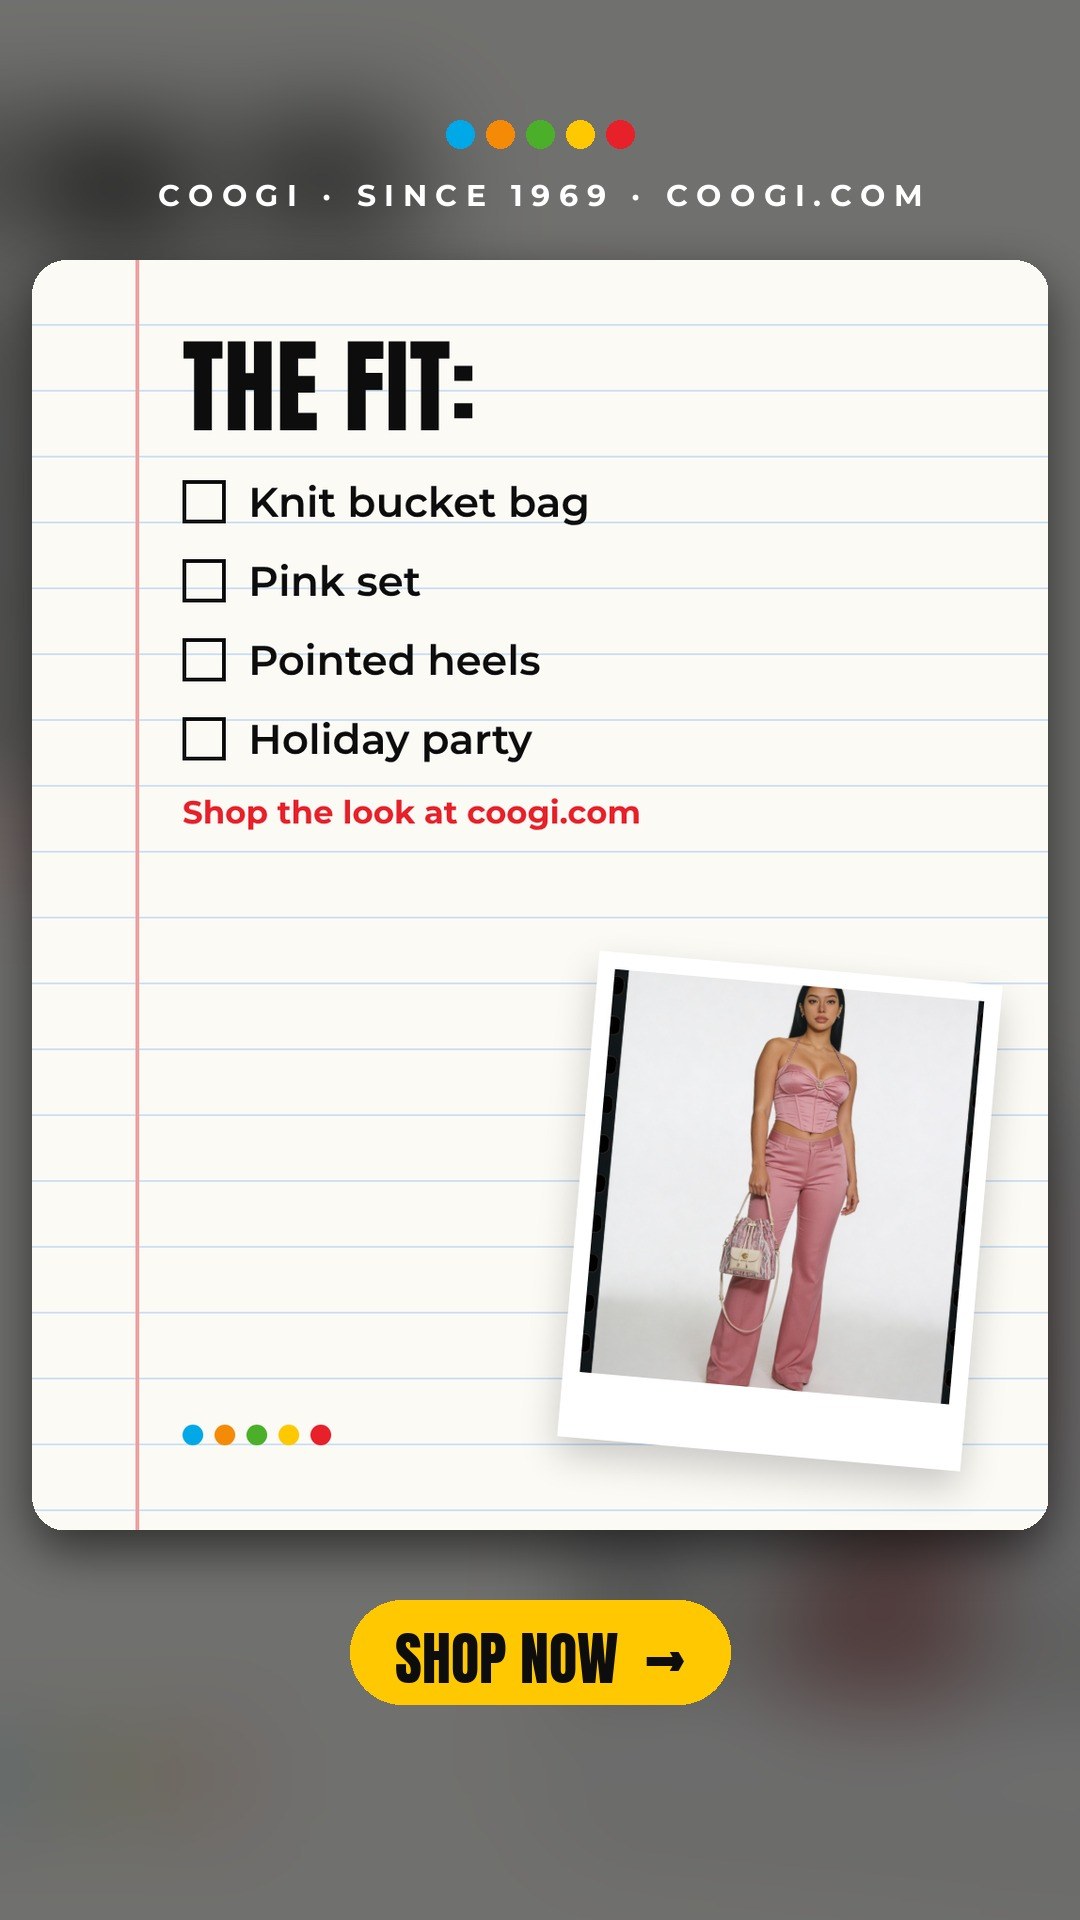 COOGI · SINCE 1969 · COOGI.COM
THE FIT:
Knit bucket bag
Pink set
Pointed heels
Holiday party
Shop the look at coogi.com
SHOP NOW →